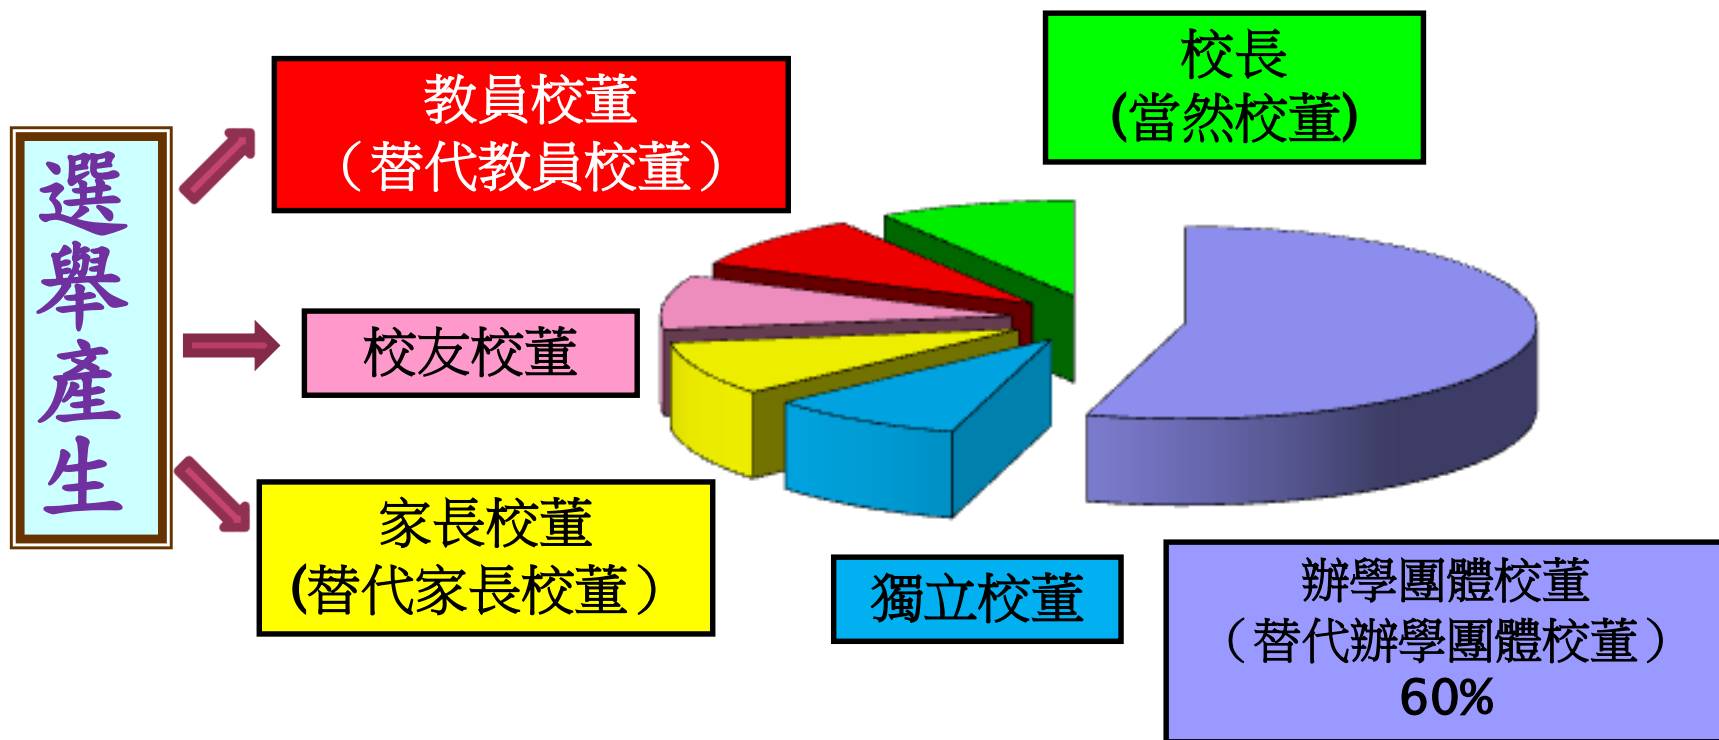 選舉產生
教員校董
（替代教員校董）
校友校董
家長校董
(替代家長校董）
校長
(當然校董)
獨立校董
辦學團體校董
（替代辦學團體校董）
60%